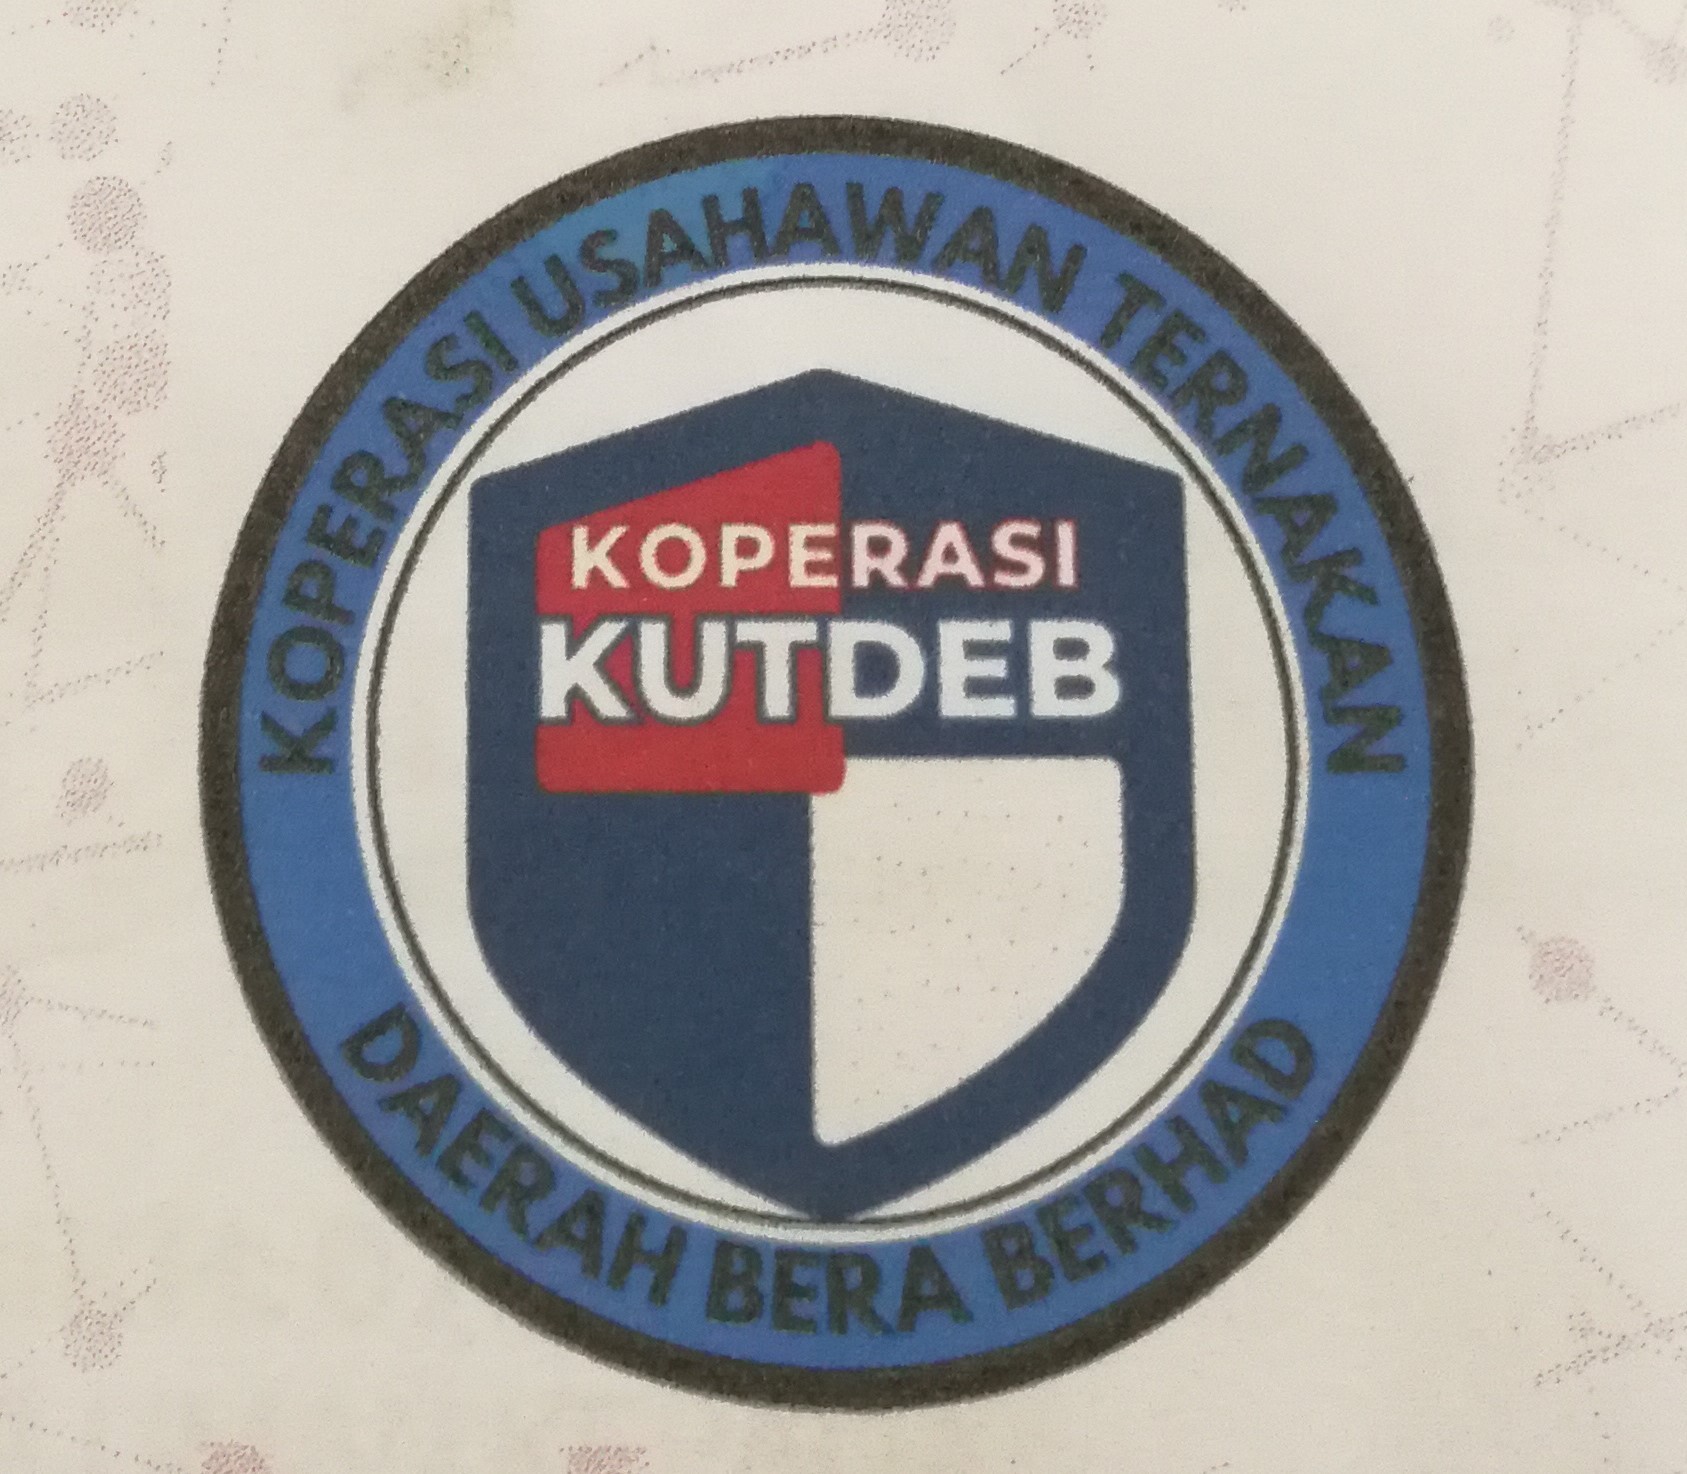 KOPERASI USAHAWAN TERNAKAN
KOPERASI
KUTDEB
DAERAH BERA BERHAD